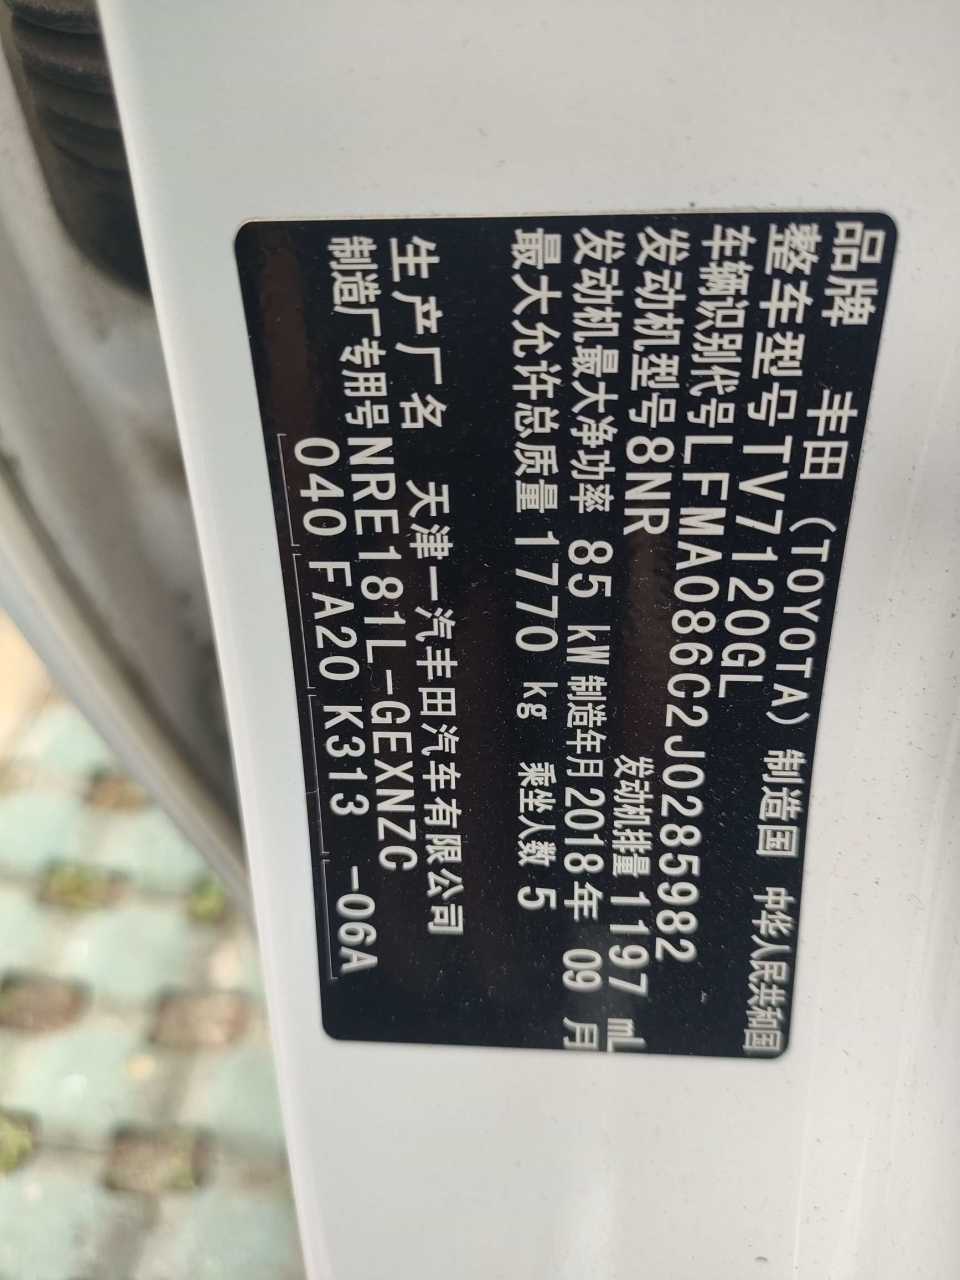 品牌 丰田 (TOYOTA) 制造国 中华人民共和国
整车型号 TV7120GL
车辆识别代号 LFMA086C2J0285982
发动机型号 8NR 发动机排量 1197 mL
发动机最大净功率 85 kW 制造年月 2018年 09 月
最大允许总质量 1770 kg 乘坐人数 5
生产厂名 天津一汽丰田汽车有限公司
制造厂专用号 NRE181L-GEXNZC
040 FA20 K313 -06A